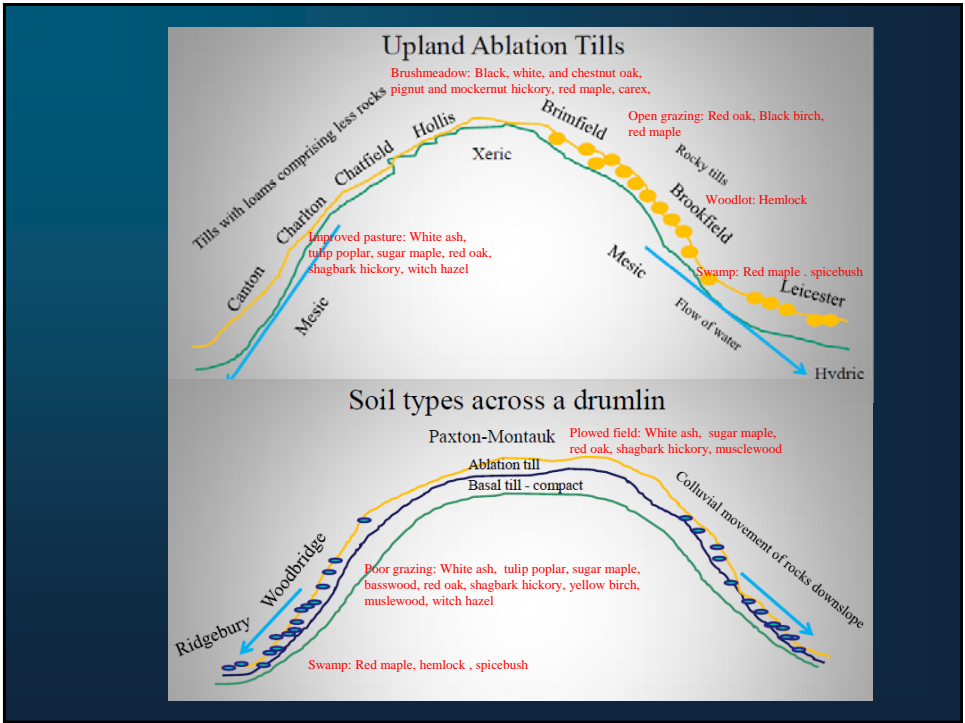 Upland Ablation Tills
Brushmeadow: Black, white, and chestnut oak,
pignut and mockernut hickory, red maple, carex,
Tills with loams comprising less rocks
Hollis
Brimfield
Open grazing: Red oak, Black birch,
red maple
Chatfield
Xeric
Rocky tills
Charlton
Brookfield
Woodlot: Hemlock
Improved pasture: White ash,
tulip poplar, sugar maple, red oak,
shagbark hickory, witch hazel
Canton
Mesic
Mesic
Swamp: Red maple . spicebush
Leicester
Flow of water
Hydric
Soil types across a drumlin
Paxton-Montauk
Plowed field: White ash, sugar maple,
red oak, shagbark hickory, musclewood
Ablation till
Basal till - compact
Colluvial movement of rocks downslope
Woodbridge
Poor grazing: White ash, tulip poplar, sugar maple,
basswood, red oak, shagbark hickory, yellow birch,
muslewood, witch hazel
Ridgebury
Swamp: Red maple, hemlock , spicebush